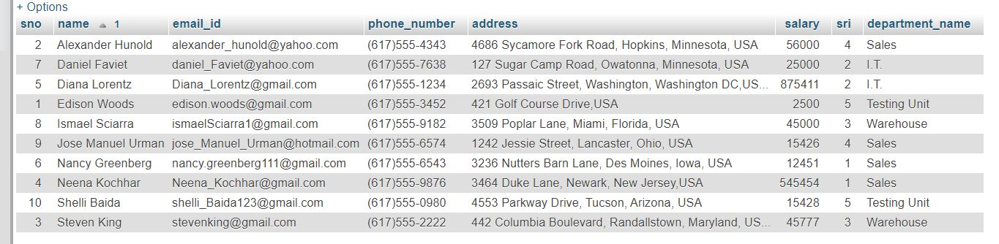 + Options
sno name 1 email_id phone_number address salary sri department_name
2 Alexander Hunold alexander_hunold@yahoo.com (617)555-4343 4686 Sycamore Fork Road, Hopkins, Minnesota, USA 56000 4 Sales
7 Daniel Faviet daniel_Faviet@yahoo.com (617)555-7638 127 Sugar Camp Road, Owatonna, Minnesota, USA 25000 2 I.T.
5 Diana Lorentz Diana_Lorentz@gmail.com (617)555-1234 2693 Passaic Street, Washington, Washington DC,US... 875411 2 I.T.
1 Edison Woods edison.woods@gmail.com (617)555-3452 421 Golf Course Drive,USA 2500 5 Testing Unit
8 Ismael Sciarra ismaelSciarra1@gmail.com (617)555-9182 3509 Poplar Lane, Miami, Florida, USA 45000 3 Warehouse
9 Jose Manuel Urman jose_Manuel_Urman@hotmail.com (617)555-6574 1242 Jessie Street, Lancaster, Ohio, USA 15426 4 Sales
6 Nancy Greenberg nancy.greenberg111@gmail.com (617)555-6543 3236 Nutters Barn Lane, Des Moines, Iowa, USA 12451 1 Sales
4 Neena Kochhar Neena_Kochhar@gmail.com (617)555-9876 3464 Duke Lane, Newark, New Jersey,USA 545454 1 Sales
10 Shelli Baida shelli_Baida123@gmail.com (617)555-0980 4553 Parkway Drive, Tucson, Arizona, USA 15428 5 Testing Unit
3 Steven King stevenking@gmail.com (617)555-2222 442 Columbia Boulevard, Randallstown, Maryland, US... 45777 3 Warehouse